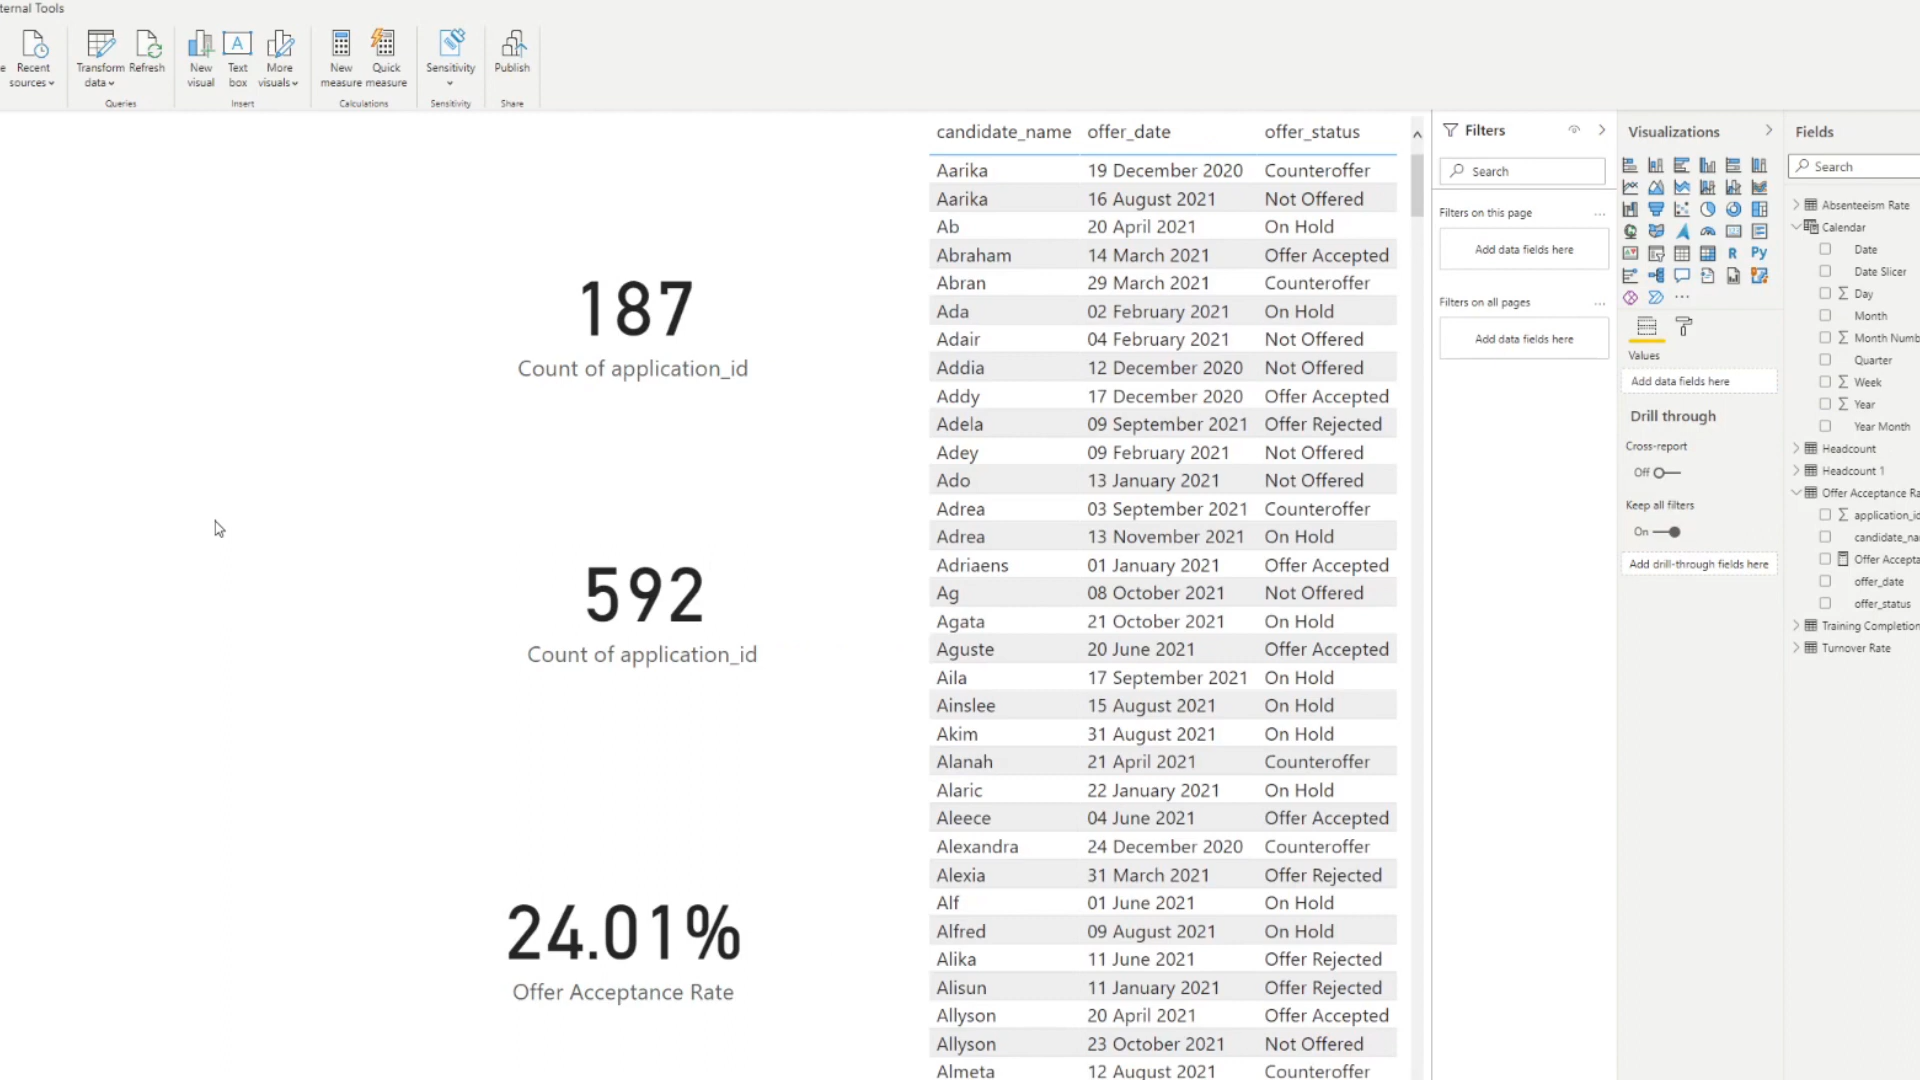 ternal Tools
Recent sources
Transform data
Refresh
New visual
Text box
More visuals
New measure
Quick measure
Sensitivity
Publish
Queries
Insert
Calculations
Sensitivity
Share
187
Count of application_id
592
Count of application_id
24.01%
Offer Acceptance Rate
candidate_name offer_date offer_status
Aarika 19 December 2020 Counteroffer
Aarika 16 August 2021 Not Offered
Ab 20 April 2021 On Hold
Abraham 14 March 2021 Offer Accepted
Abran 29 March 2021 Counteroffer
Ada 02 February 2021 On Hold
Adair 04 February 2021 Not Offered
Addia 12 December 2020 Not Offered
Addy 17 December 2020 Offer Accepted
Adela 09 September 2021 Offer Rejected
Adey 09 February 2021 Not Offered
Ado 13 January 2021 Not Offered
Adrea 03 September 2021 Counteroffer
Adrea 13 November 2021 On Hold
Adriaens 01 January 2021 Offer Accepted
Ag 08 October 2021 Not Offered
Agata 21 October 2021 On Hold
Aguste 20 June 2021 Offer Accepted
Aila 17 September 2021 On Hold
Ainslee 15 August 2021 On Hold
Akim 31 August 2021 On Hold
Alanah 21 April 2021 Counteroffer
Alaric 22 January 2021 On Hold
Aleece 04 June 2021 Offer Accepted
Alexandra 24 December 2020 Counteroffer
Alexia 31 March 2021 Offer Rejected
Alf 01 June 2021 On Hold
Alfred 09 August 2021 On Hold
Alika 11 June 2021 Offer Rejected
Alisun 11 January 2021 Offer Rejected
Allyson 20 April 2021 Offer Accepted
Allyson 23 October 2021 Not Offered
Almeta 12 August 2021 Counteroffer
Filters
Search
Filters on this page ...
Add data fields here
Filters on all pages ...
Add data fields here
Visualizations
R Py
...
Values
Add data fields here
Drill through
Cross-report
Off
Keep all filters
On
Add drill-through fields here
Fields
Search
Absenteeism Rate
Calendar
Date
Date Slicer
Σ Day
Month
Σ Month Numb
Quarter
Σ Week
Σ Year
Year Month
Headcount
Headcount 1
Offer Acceptance Ra
Σ application_id
candidate_na
Offer Accepta
offer_date
offer_status
Training Completion
Turnover Rate